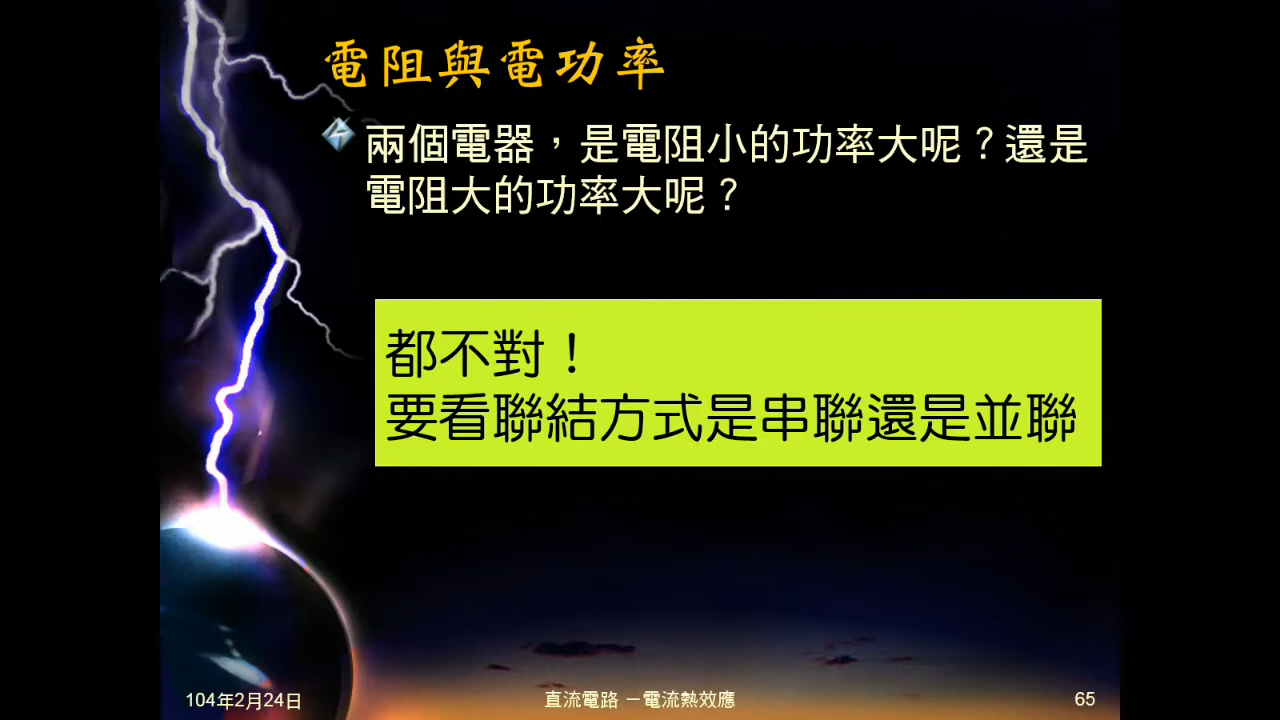 電阻與電功率
兩個電器，是電阻小的功率大呢？還是
電阻大的功率大呢？
都不對！
要看聯結方式是串聯還是並聯
104年2月24日
直流電路 －電流熱效應
65